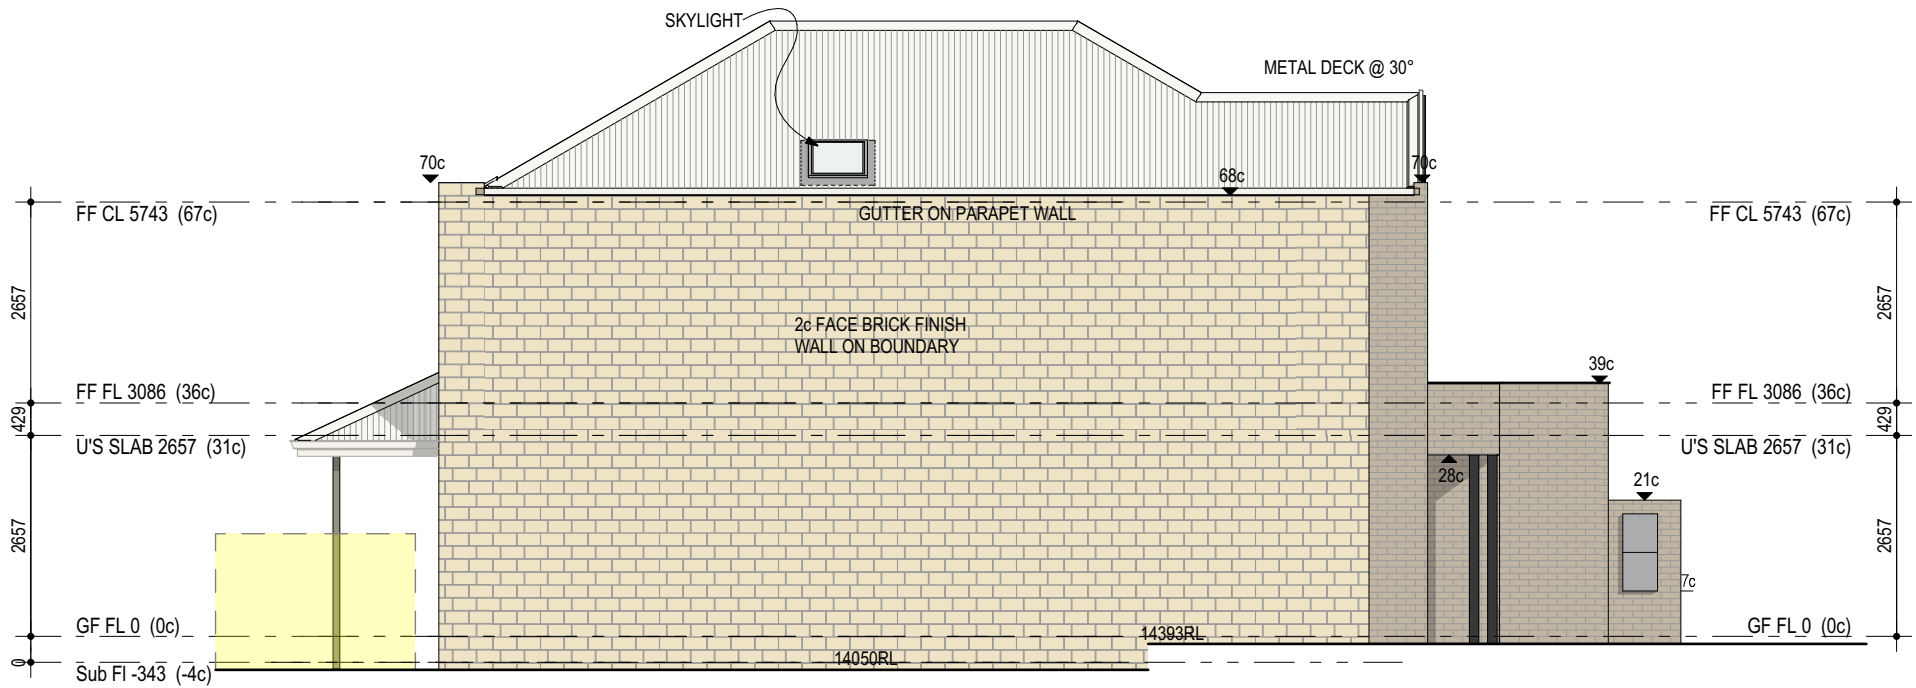 SKYLIGHT
METAL DECK @ 30°
70c
70c
68c
FF CL 5743 (67c)
GUTTER ON PARAPET WALL
FF CL 5743 (67c)
2657
2657
2c FACE BRICK FINISH
WALL ON BOUNDARY
39c
FF FL 3086 (36c)
FF FL 3086 (36c)
429
429
U'S SLAB 2657 (31c)
U'S SLAB 2657 (31c)
28c
21c
2657
2657
7c
GF FL 0 (0c)
14393RL
GF FL 0 (0c)
0
14050RL
Sub Fl -343 (-4c)